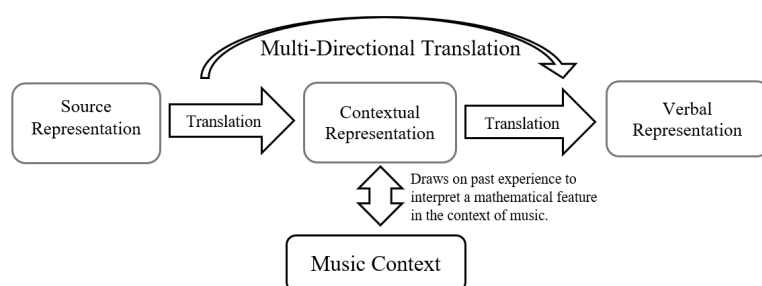 Multi-Directional Translation
Source
Representation
Translation
Contextual
Representation
Translation
Verbal
Representation
Draws on past experience to
interpret a mathematical feature
in the context of music.
Music Context